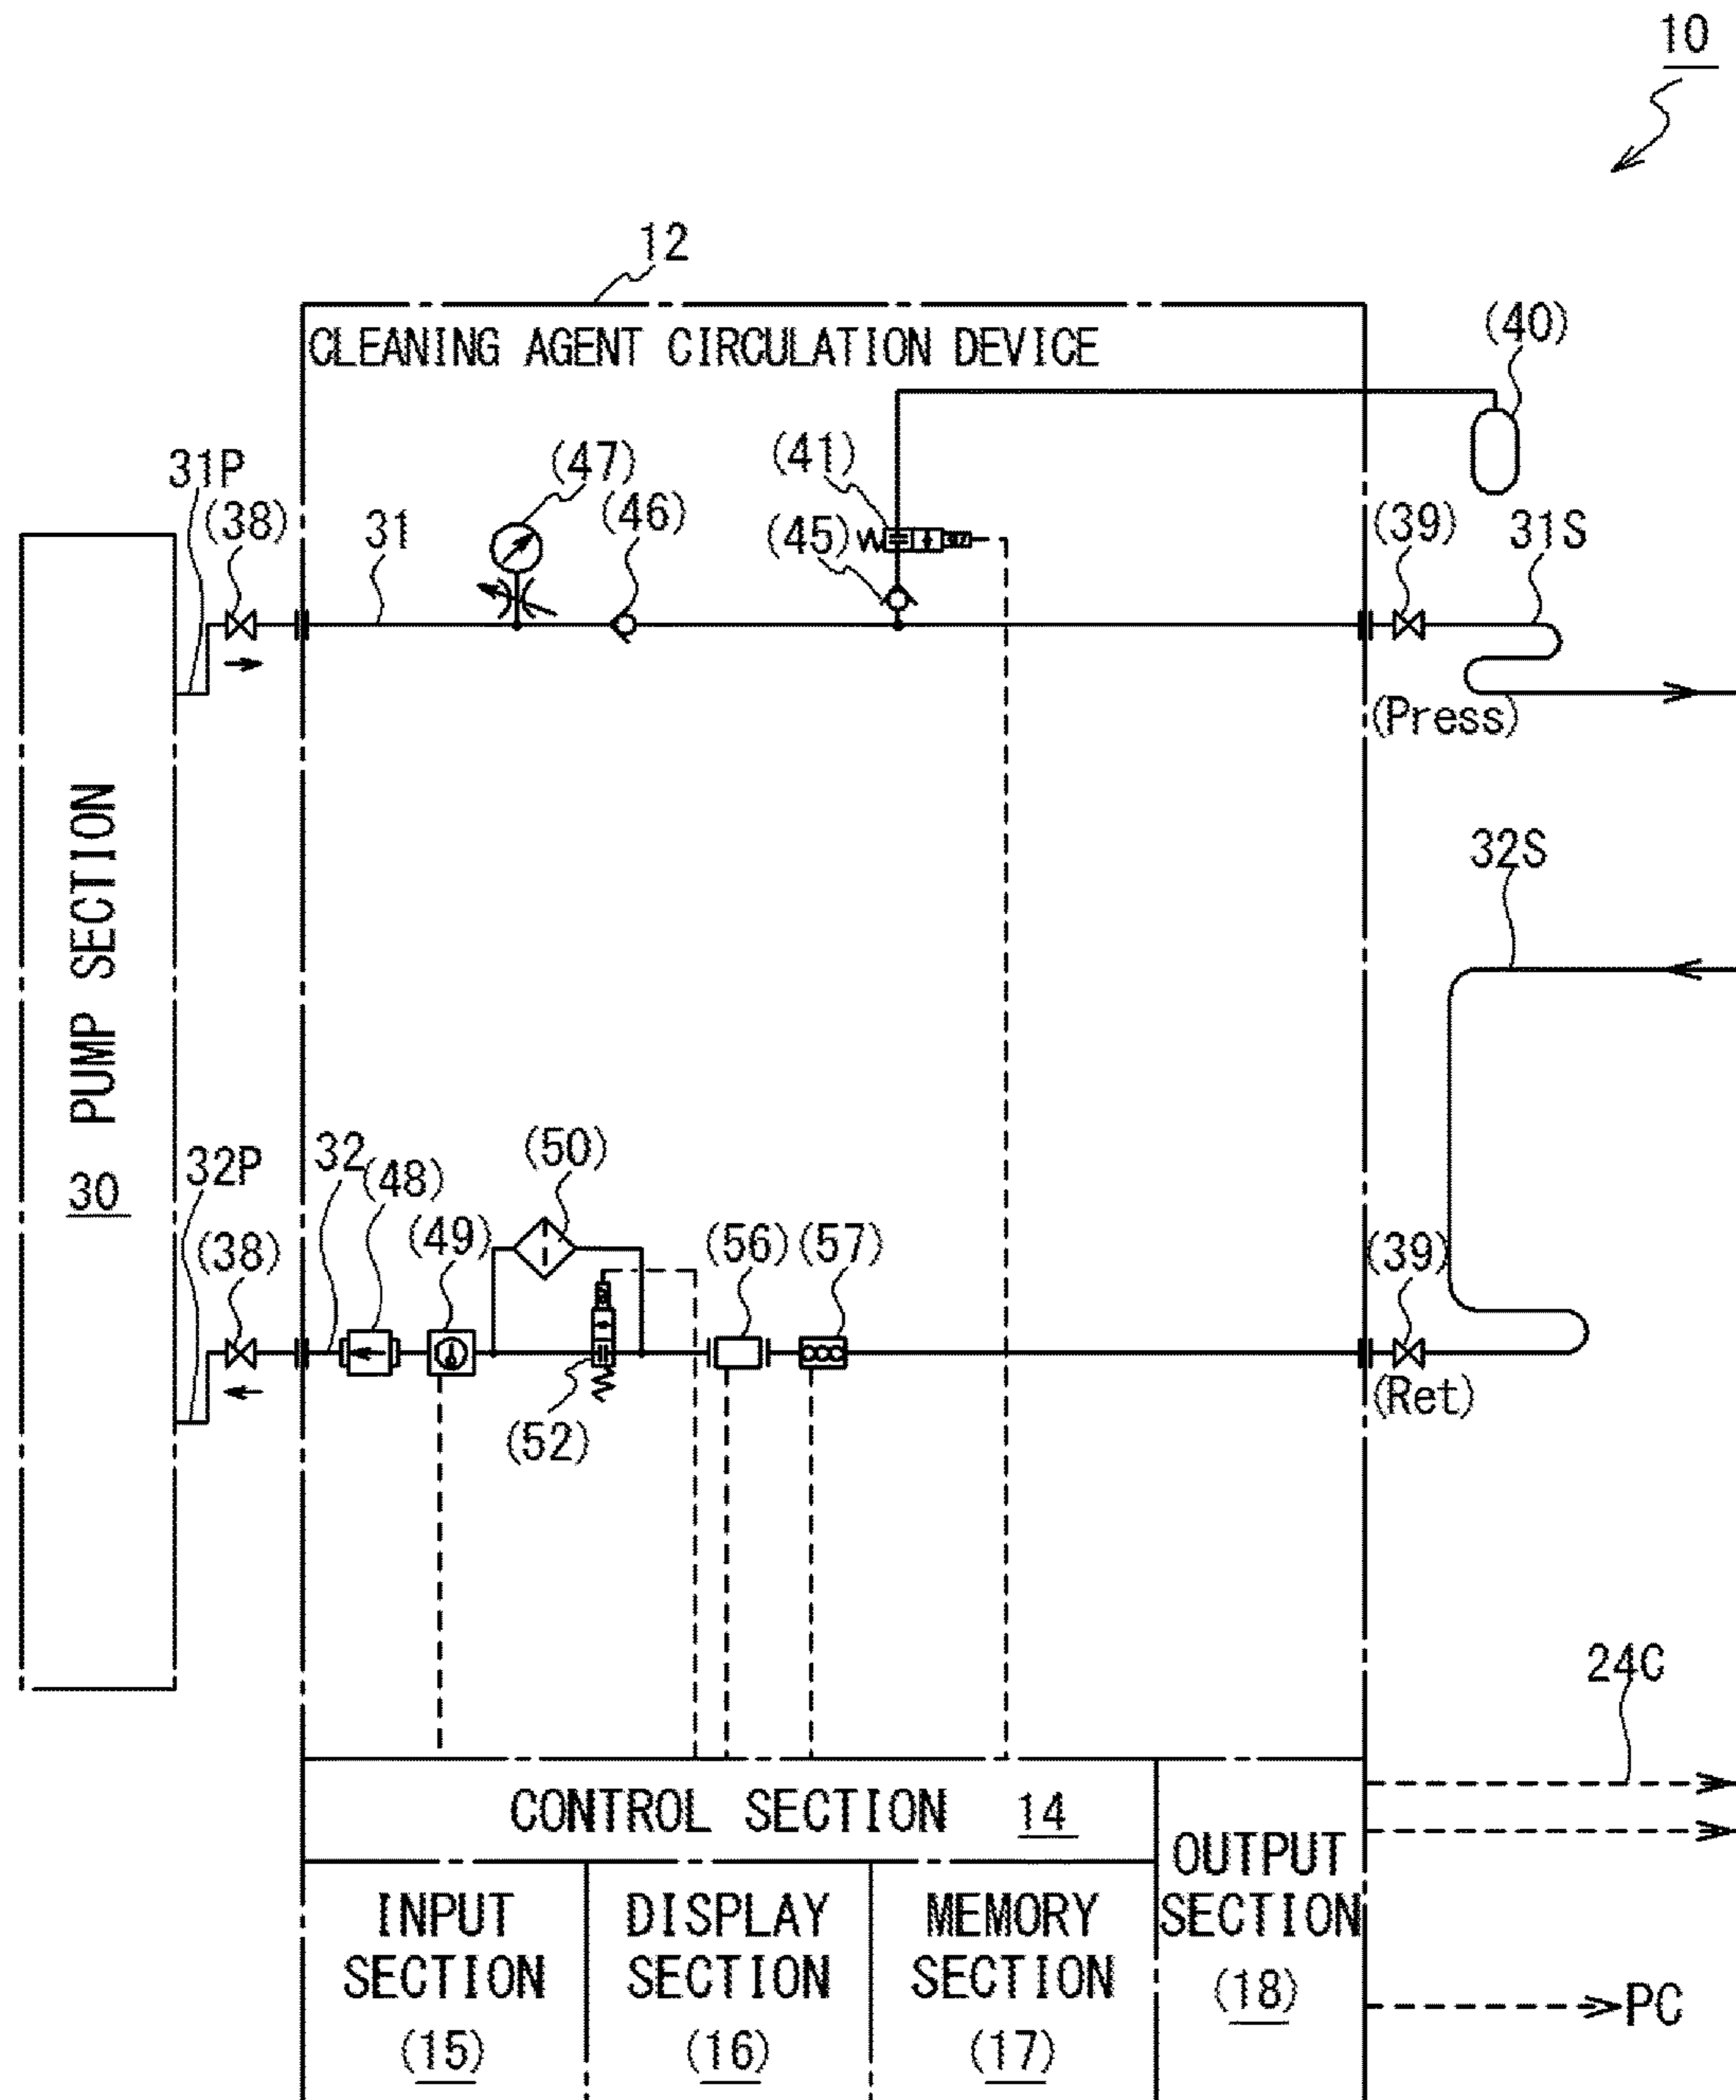 10
12
CLEANING AGENT CIRCULATION DEVICE
(40)
31P
(38)
31
(47)
(46)
(41)
(45)
(39)
31S
(Press)
PUMP SECTION
30
32S
32P
(38)
32
(48)
(49)
(50)
(52)
(56)
(57)
(39)
(Ret)
24C
CONTROL SECTION 14
INPUT
SECTION
(15)
DISPLAY
SECTION
(16)
MEMORY
SECTION
(17)
OUTPUT
SECTION
(18)
PC